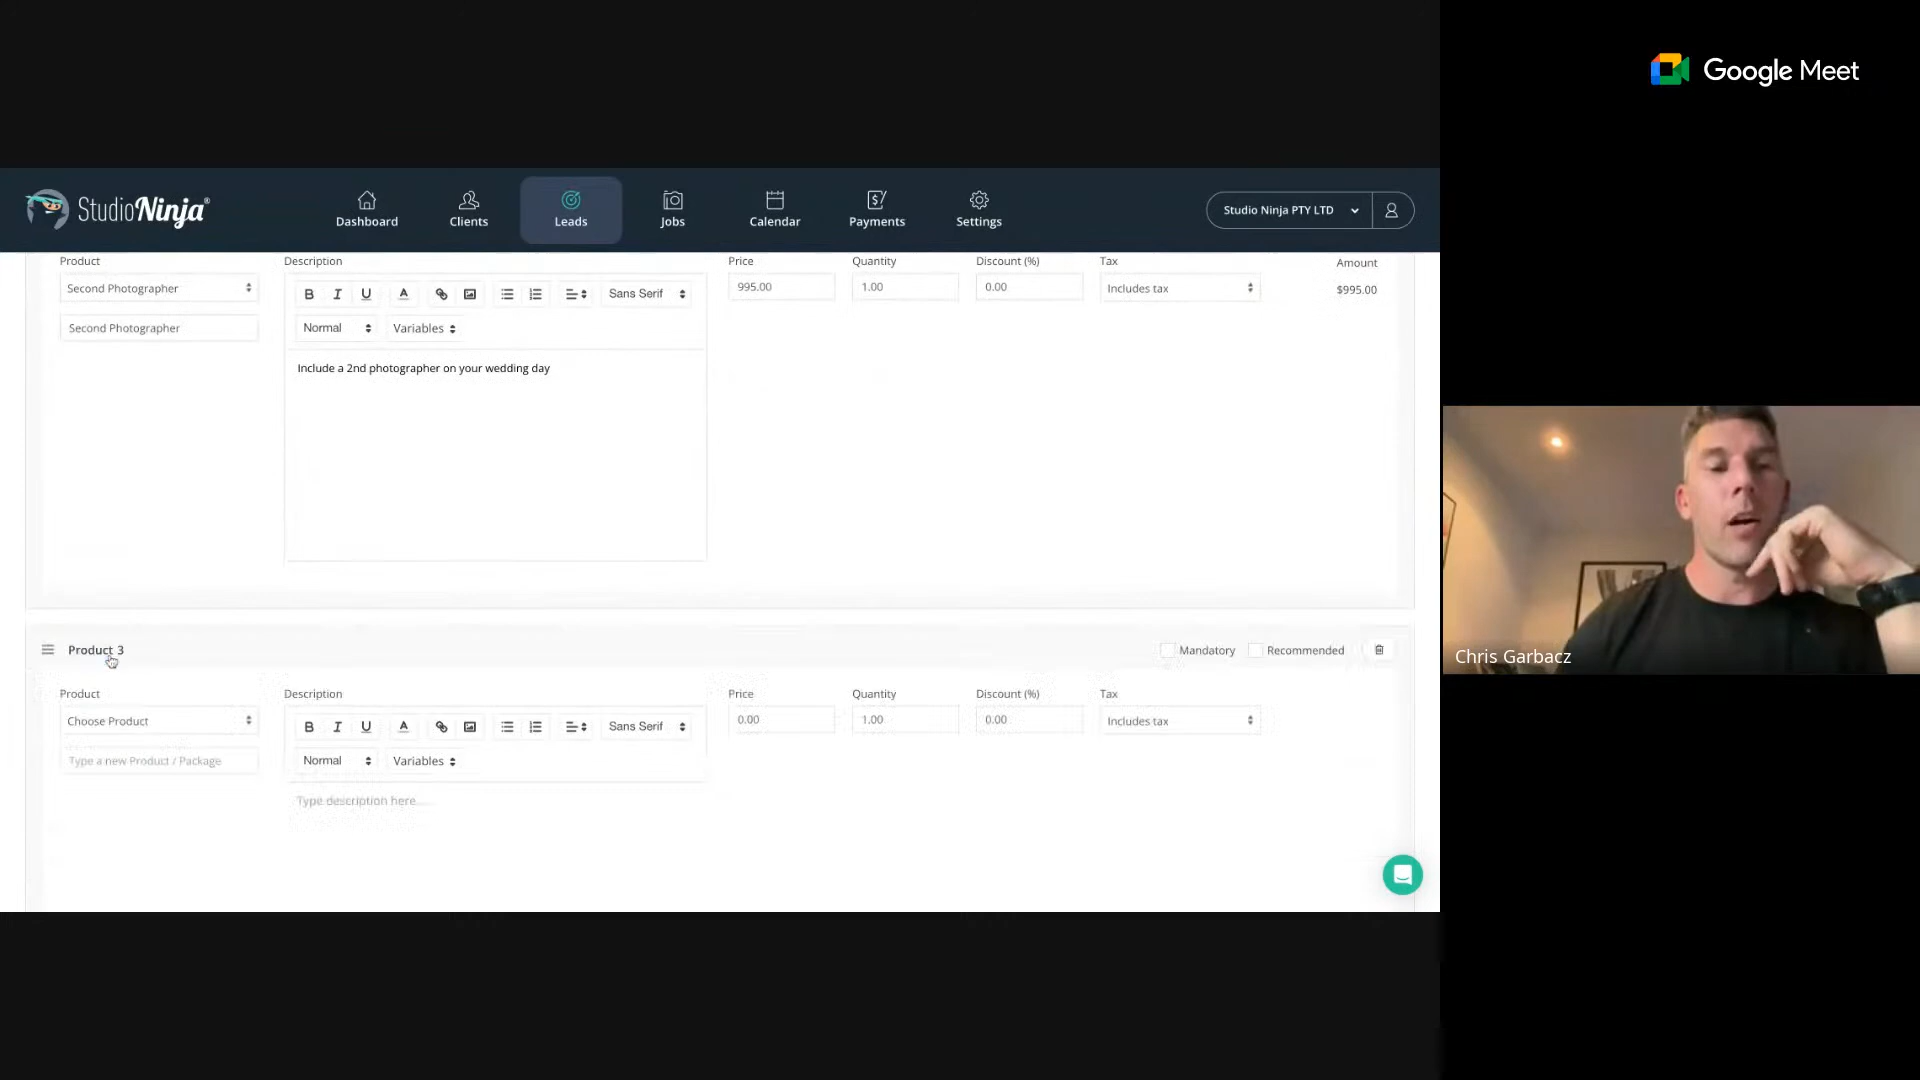 Google Meet
StudioNinja®
Dashboard
Clients
Leads
Jobs
Calendar
Payments
Settings
Studio Ninja PTY LTD
Product
Description
Price
Quantity
Discount (%)
Tax
Amount
Second Photographer
B I U A
Sans Serif
995.00
1.00
0.00
Includes tax
$995.00
Second Photographer
Normal
Variables
Include a 2nd photographer on your wedding day
Product 3
Mandatory
Recommended
Product
Description
Price
Quantity
Discount (%)
Tax
Choose Product
B I U A
Sans Serif
0.00
1.00
0.00
Includes tax
Type a new Product / Package
Normal
Variables
Type description here...
Chris Garbacz